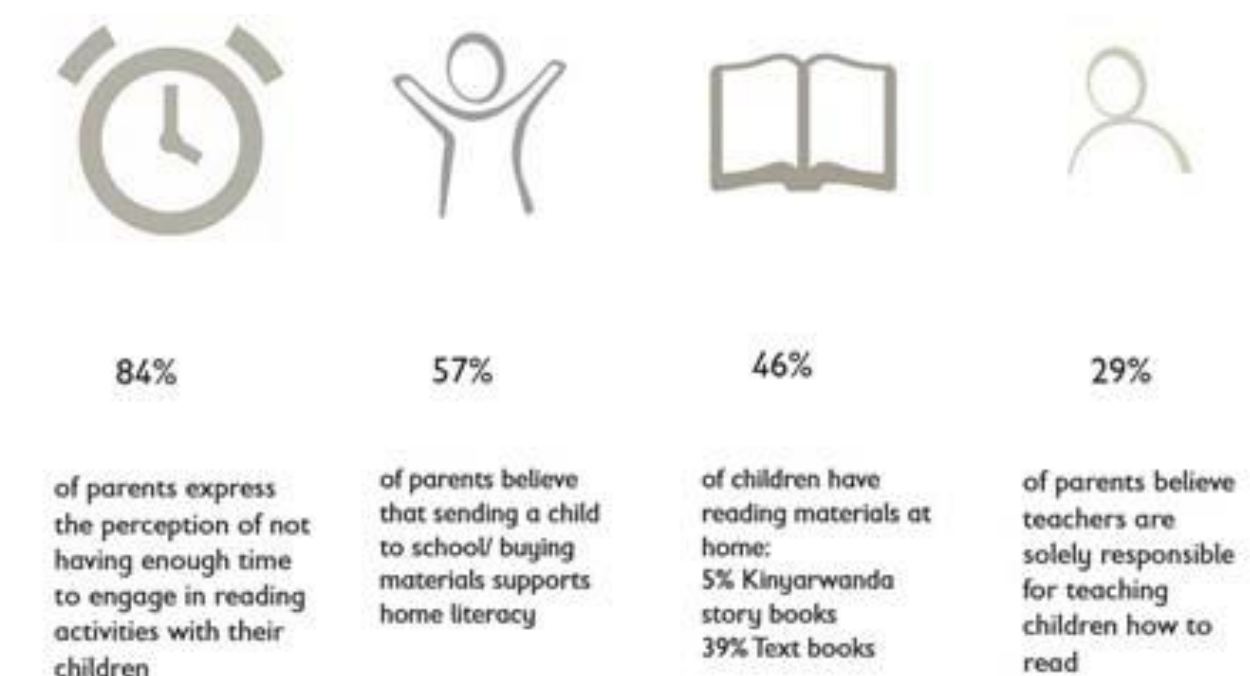 84%
of parents express
the perception of not
having enough time
to engage in reading
activities with their
children
57%
of parents believe
that sending a child
to school/ buying
materials supports
home literacy
46%
of children have
reading materials at
home:
5% Kinyarwanda
story books
39% Text books
29%
of parents believe
teachers are
solely responsible
for teaching
children how to
read